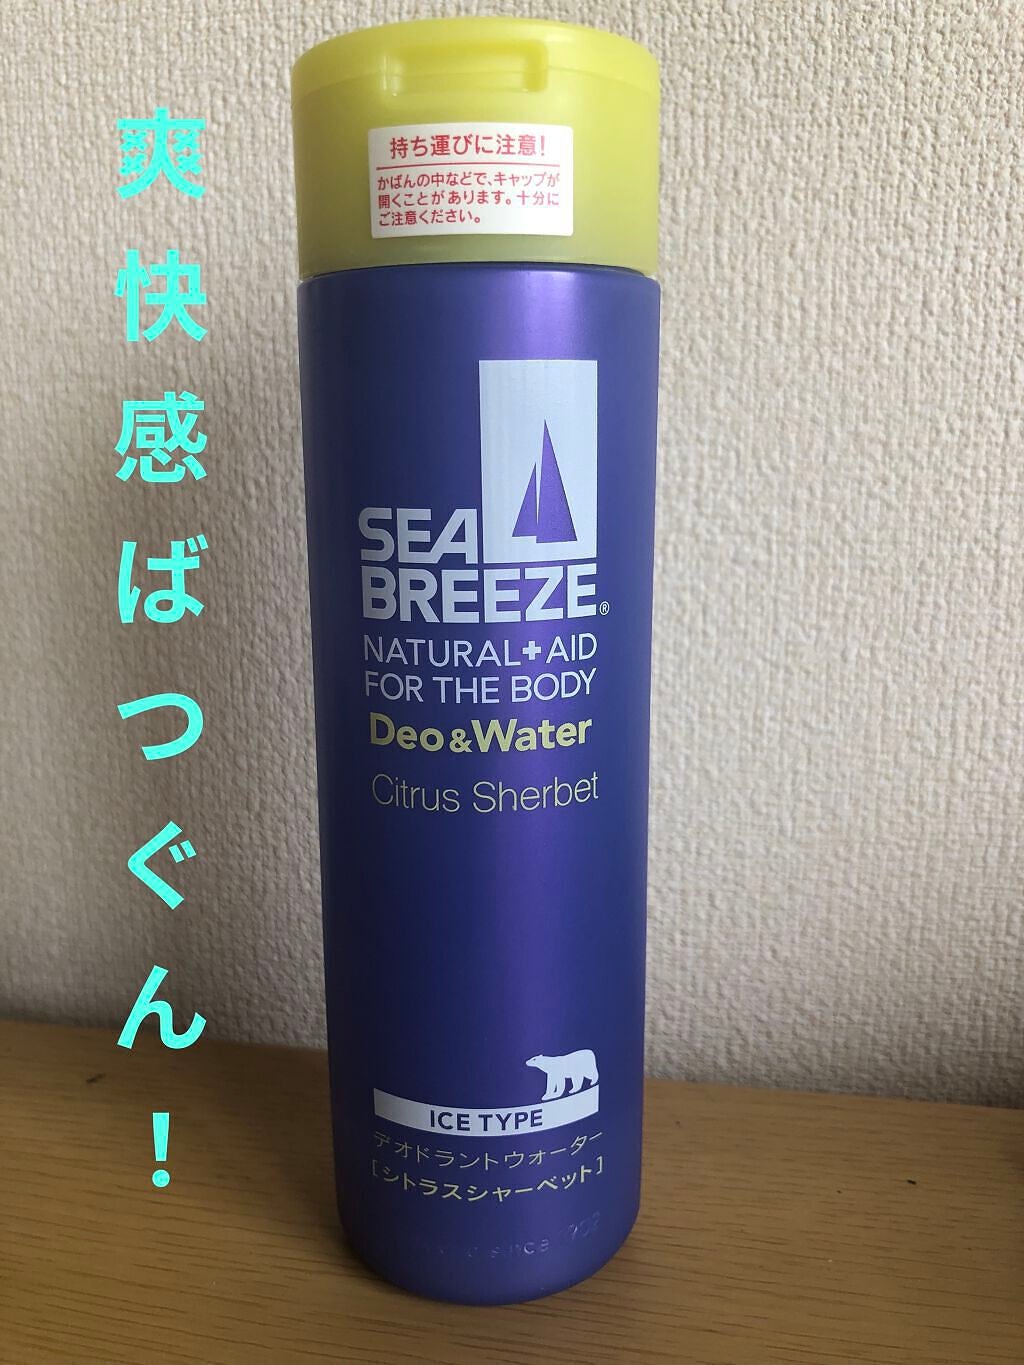 爽快感ばつぐん！
持ち運びに注意！
かばんの中などで、キャップが
開くことがあります。十分に
ご注意ください。
SEA
BREEZE®
NATURAL+AID
FOR THE BODY
Deo&Water
Citrus Sherbet
ICE TYPE
デオドラントウォーター
[シトラスシャーベット]
since 1902